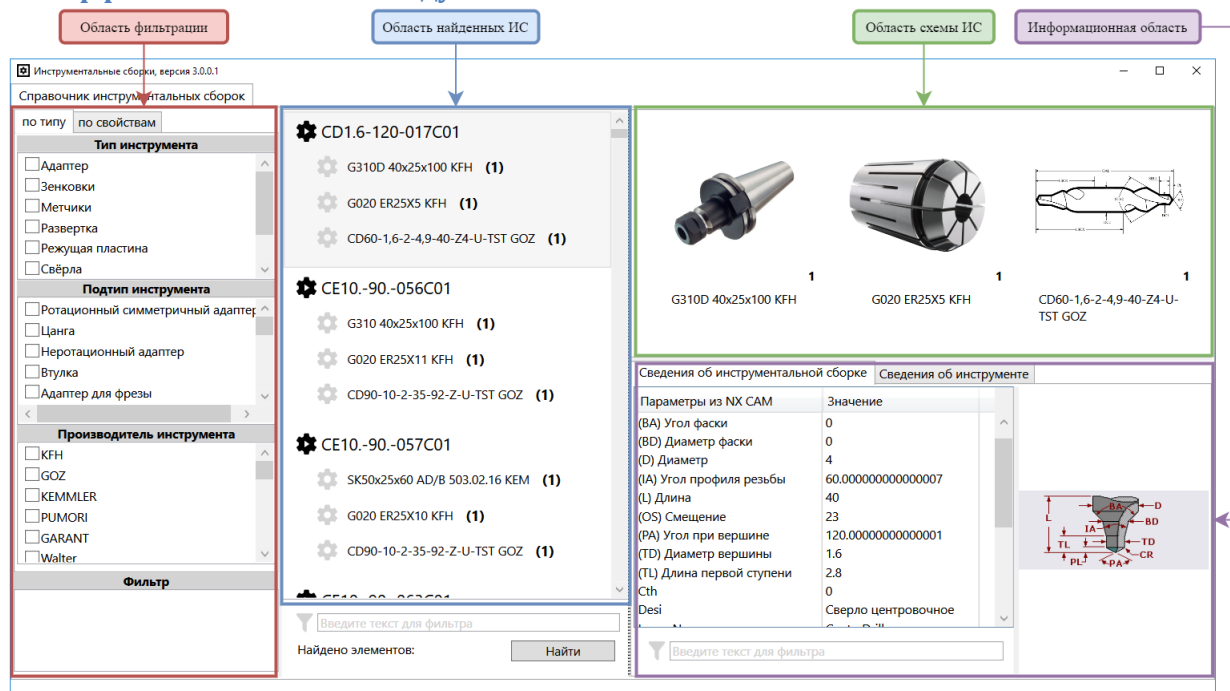 Область фильтрации
Область найденных ИС
Область схемы ИС
Информационная область
Инструментальные сборки, версия 3.0.0.1
Справочник инструментальных сборок
по типу
по свойствам
Тип инструмента
Адаптер
Зенковки
Метчики
Развертка
Режущая пластина
Свёрла
Подтип инструмента
Ротационный симметричный адаптер
Цанга
Неротационный адаптер
Втулка
Адаптер для фрезы
Производитель инструмента
KFH
GOZ
KEMMLER
PUMORI
GARANT
Walter
Фильтр
CD1.6-120-017C01
G310D 40x25x100 KFH (1)
G020 ER25X5 KFH (1)
CD60-1,6-2-4,9-40-Z4-U-TST GOZ (1)
CE10.-90.-056C01
G310 40x25x100 KFH (1)
G020 ER25X11 KFH (1)
CD90-10-2-35-92-Z-U-TST GOZ (1)
CE10.-90.-057C01
SK50x25x60 AD/B 503.02.16 KEM (1)
G020 ER25X10 KFH (1)
CD90-10-2-35-92-Z-U-TST GOZ (1)
Введите текст для фильтра
Найдено элементов:
Найти
1
G310D 40x25x100 KFH
1
G020 ER25X5 KFH
1
CD60-1,6-2-4,9-40-Z4-U-
TST GOZ
Сведения об инструментальной сборке
Сведения об инструменте
Параметры из NX CAM Значение
(BA) Угол фаски 0
(BD) Диаметр фаски 0
(D) Диаметр 4
(IA) Угол профиля резьбы 60.000000000000007
(L) Длина 40
(OS) Смещение 23
(PA) Угол при вершине 120.00000000000001
(TD) Диаметр вершины 1.6
(TL) Длина первой ступени 2.8
Cth 0
Desi Сверло центровочное
Введите текст для фильтра
L
BA
D
IA
BD
TL
TD
CR
PL
PA